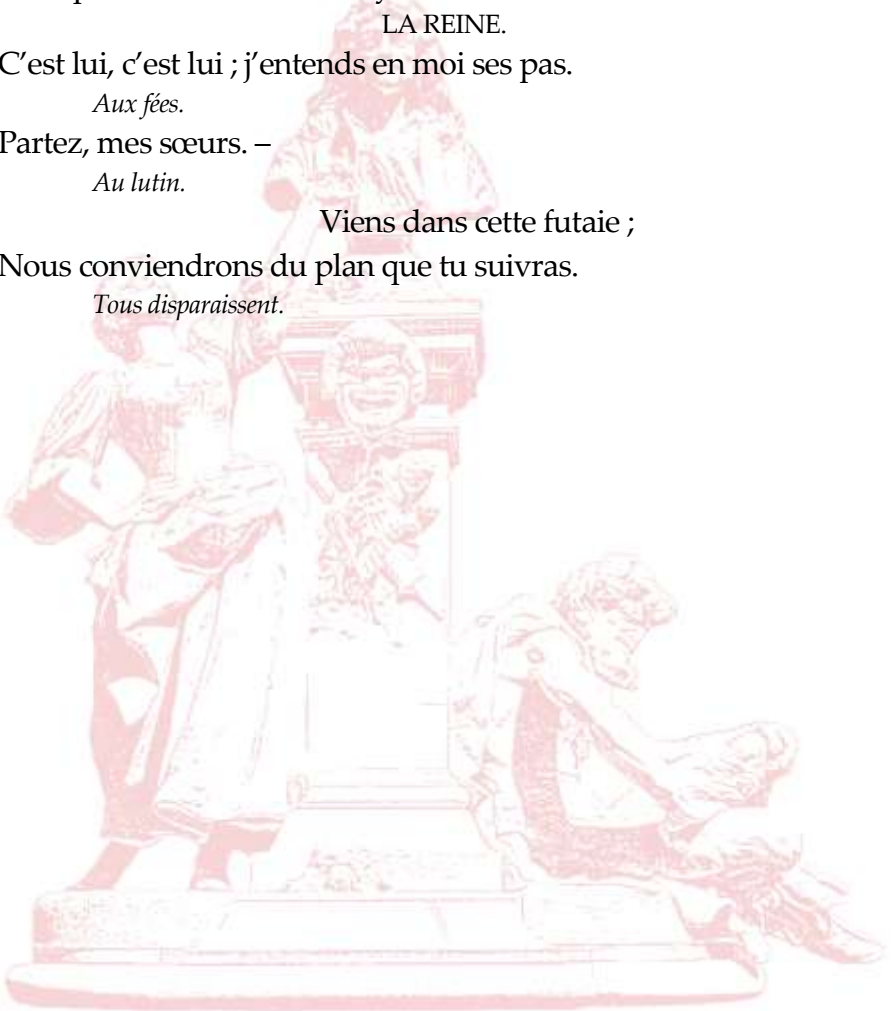 LA REINE.
C’est lui, c’est lui ; j’entends en moi ses pas.
Aux fées.
Partez, mes sœurs. –
Au lutin.
Viens dans cette futaie ;
Nous conviendrons du plan que tu suivras.
Tous disparaissent.